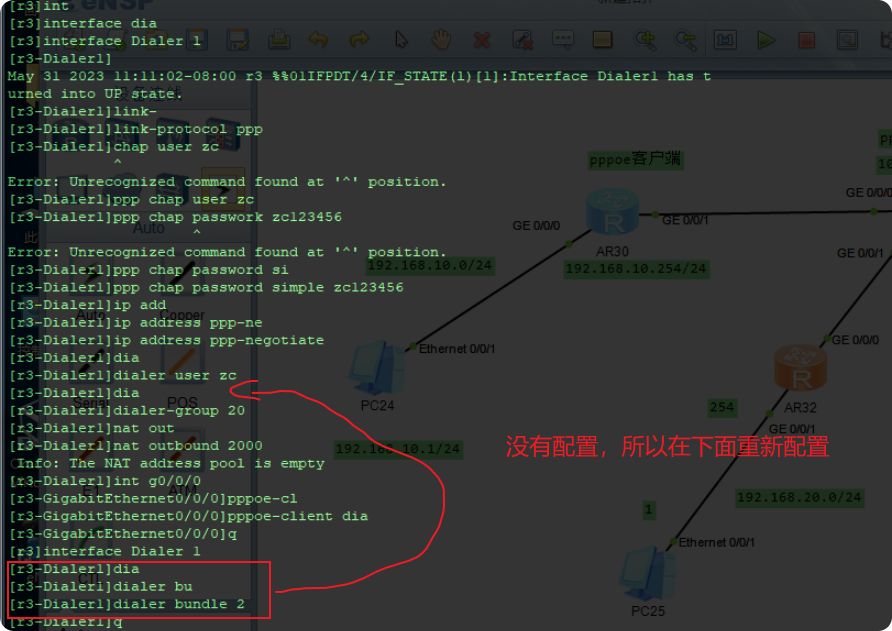 [r3]int
[r3]interface dia
[r3]interface Dialer 1
[r3-Dialer1]
May 31 2023 11:11:02-08:00 r3 %%01IFPDT/4/IF_STATE(l)[1]:Interface Dialer1 has t
urned into UP state.
[r3-Dialer1]link-
[r3-Dialer1]link-protocol ppp
[r3-Dialer1]chap user zc
^
Error: Unrecognized command found at '^' position.
[r3-Dialer1]ppp chap user zc
[r3-Dialer1]ppp chap passwork zc123456
^
Error: Unrecognized command found at '^' position.
[r3-Dialer1]ppp chap password si
[r3-Dialer1]ppp chap password simple zc123456
[r3-Dialer1]ip add
[r3-Dialer1]ip address ppp-ne
[r3-Dialer1]ip address ppp-negotiate
[r3-Dialer1]dia
[r3-Dialer1]dialer user zc
[r3-Dialer1]dia
[r3-Dialer1]dialer-group 20
[r3-Dialer1]nat out
[r3-Dialer1]nat outbound 2000
Info: The NAT address pool is empty
[r3-Dialer1]int g0/0/0
[r3-GigabitEthernet0/0/0]pppoe-cl
[r3-GigabitEthernet0/0/0]pppoe-client dia
[r3-GigabitEthernet0/0/0]q
[r3]interface Dialer 1
[r3-Dialer1]dia
[r3-Dialer1]dialer bu
[r3-Dialer1]dialer bundle 2
[r3-Dialer1]q
eNSP
Auto
Auto
Copper
Serial
POS
pppoe客户端
GE 0/0/0
GE 0/0/1
AR30
192.168.10.0/24
192.168.10.254/24
Ethernet 0/0/1
PC24
192.168.10.1/24
GE 0/0/0
GE 0/0/1
GE 0/0/0
AR32
254
GE 0/0/1
没有配置，所以在下面重新配置
192.168.20.0/24
1
Ethernet 0/0/1
PC25